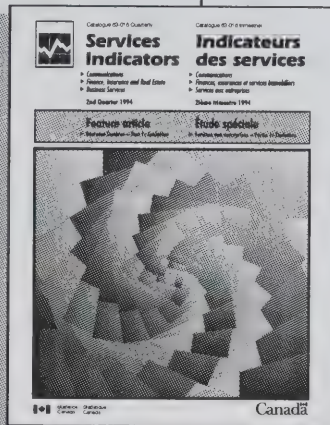 Catalogue 63-016 Quarterly
Services
Indicators
Communications
Finance, Insurance and Real Estate
Business Services
2nd Quarter 1994
Feature article
Catalogue 63-016 trimestriel
Indicateurs
des services
Communications
Finances, assurances et services immobiliers
Services aux entreprises
2ième trimestre 1994
Étude spéciale
Statistics Statistique
Canada Canada
Canada